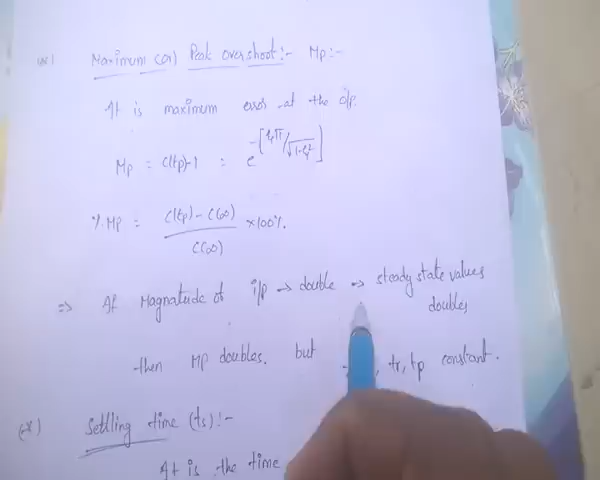 (*) Maximum (or) Peak overshoot:- Mp:-
It is maximum error at the o/p.
Mp = c(tp)-1 = e^-[ξπ/√1-ξ²]
% Mp = c(tp) - c(∞) / c(∞) × 100%.
⇒ If Magnitude of i/p → double → steady state values doubles
then Mp doubles. but , tr, tp constant.
(*) Settling time (ts):-
It is the time